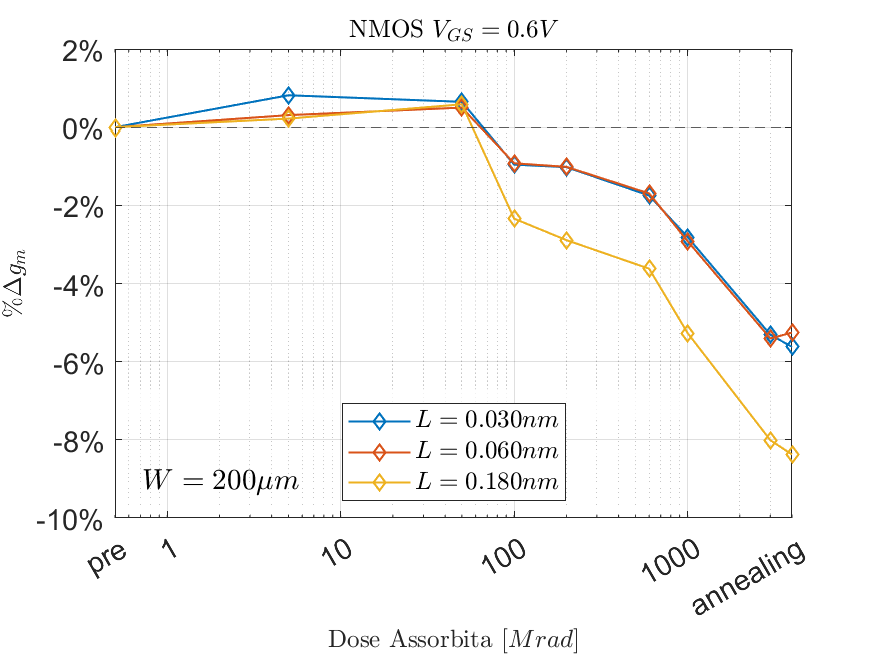 NMOS V_GS = 0.6V
2%
0%
-2%
-4%
-6%
-8%
-10%
%Δg_m
L = 0.030nm
L = 0.060nm
L = 0.180nm
W = 200μm
pre 1 10 100 1000 annealing
Dose Assorbita [Mrad]